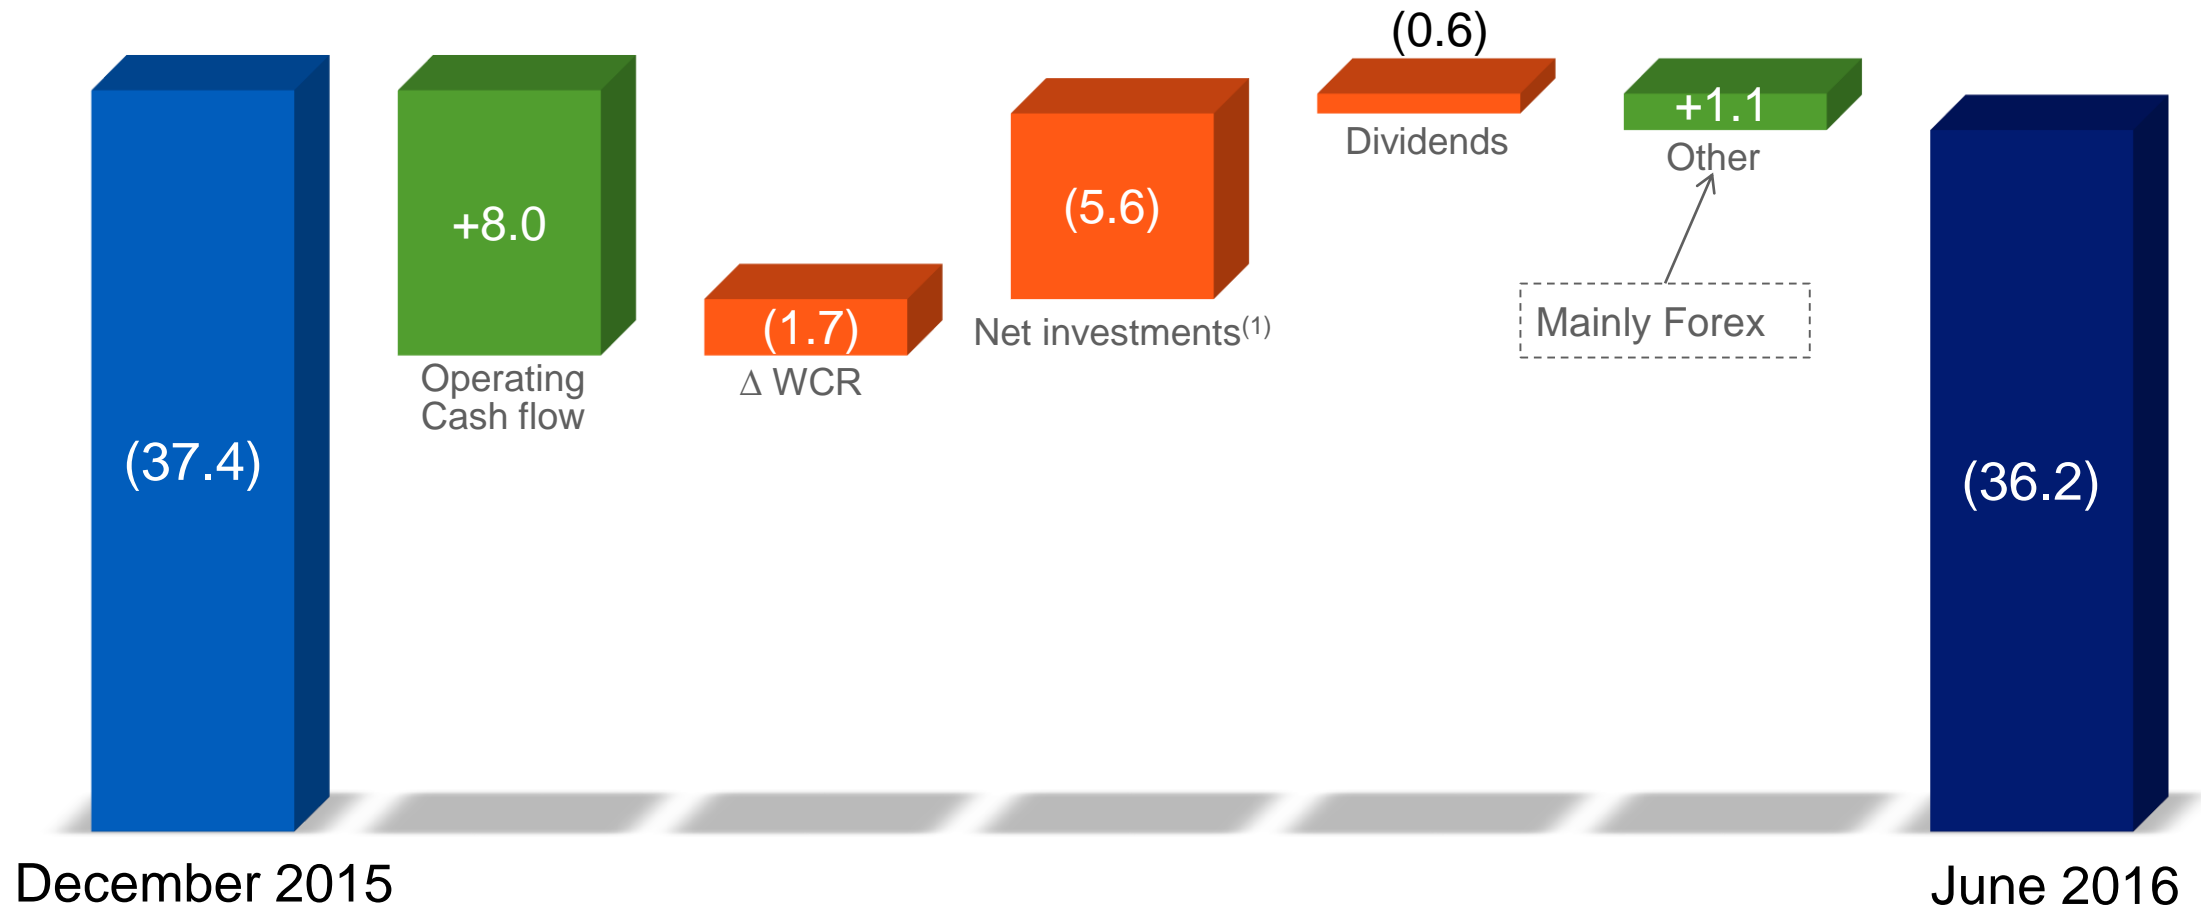 (37.4)
+8.0
Operating
Cash flow
(1.7)
Δ WCR
(5.6)
Net investments(1)
(0.6)
Dividends
+1.1
Other
Mainly Forex
(36.2)
December 2015
June 2016